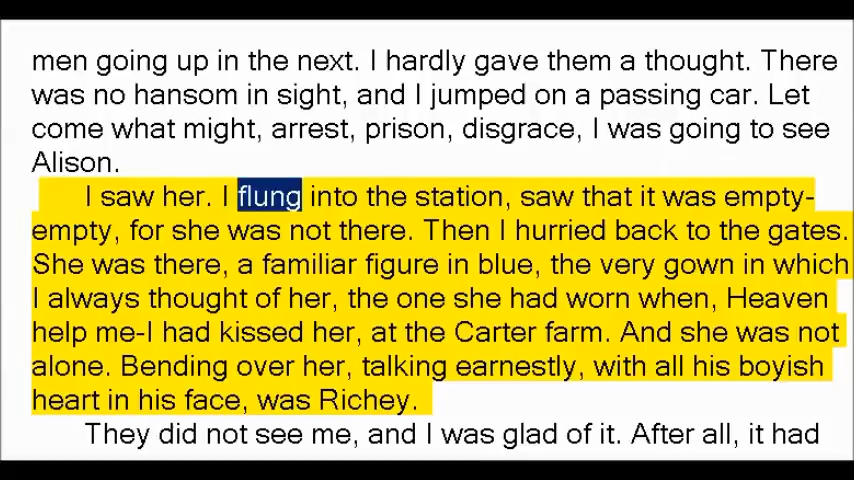 men going up in the next. I hardly gave them a thought. There
was no hansom in sight, and I jumped on a passing car. Let
come what might, arrest, prison, disgrace, I was going to see
Alison.
I saw her. I flung into the station, saw that it was empty-
empty, for she was not there. Then I hurried back to the gates.
She was there, a familiar figure in blue, the very gown in which
I always thought of her, the one she had worn when, Heaven
help me-I had kissed her, at the Carter farm. And she was not
alone. Bending over her, talking earnestly, with all his boyish
heart in his face, was Richey.
They did not see me, and I was glad of it. After all, it had